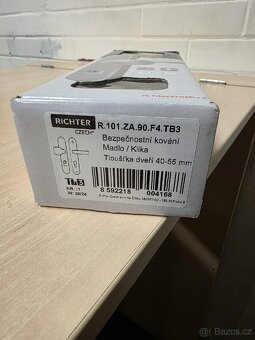 RICHTER
CZECH®
R.101.ZA.90.F4.TB3
Bezpečnostní kování
Madlo / Klika
Tloušťka dveří 40-55 mm
TB3
8 592218 004168
Bazoš.cz